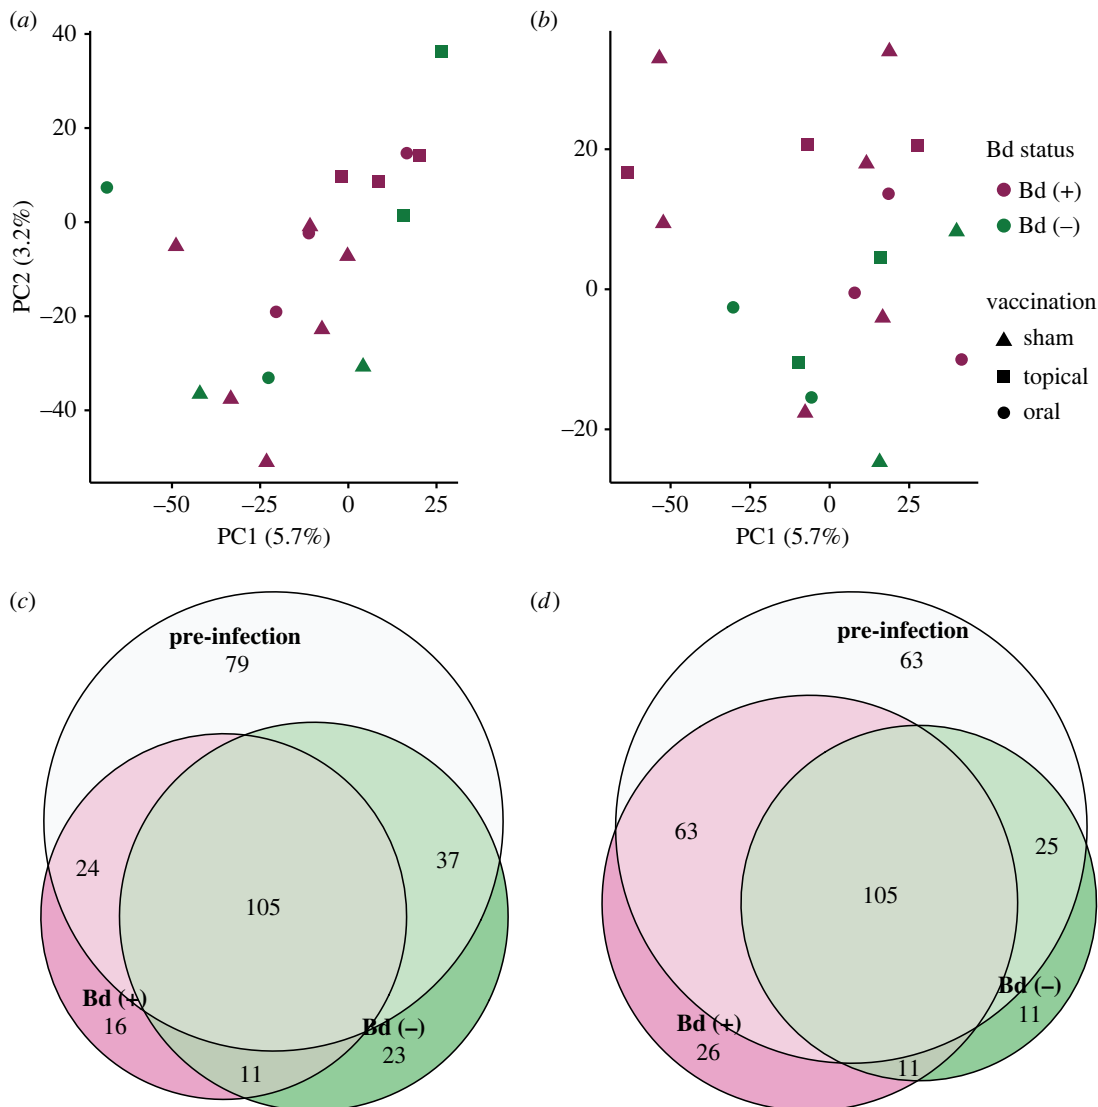 (a)
40
20
0
−20
−40
PC2 (3.2%)
−50 −25 0 25
PC1 (5.7%)
(b)
20
0
−20
−50 −25 0 25
PC1 (5.7%)
Bd status
Bd (+)
Bd (−)
vaccination
sham
topical
oral
(c)
pre-infection
79
24
37
105
Bd (+)
16
Bd (−)
23
11
(d)
pre-infection
63
63
25
105
Bd (−)
11
Bd (+)
26
11